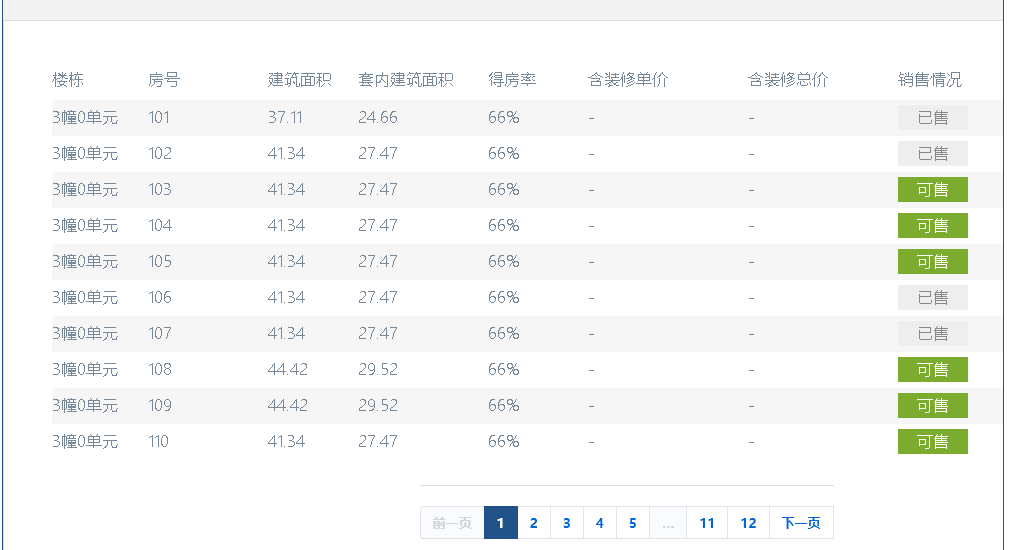 楼栋 房号 建筑面积 套内建筑面积 得房率 含装修单价 含装修总价 销售情况
3幢0单元 101 37.11 24.66 66% - - 已售
3幢0单元 102 41.34 27.47 66% - - 已售
3幢0单元 103 41.34 27.47 66% - - 可售
3幢0单元 104 41.34 27.47 66% - - 可售
3幢0单元 105 41.34 27.47 66% - - 可售
3幢0单元 106 41.34 27.47 66% - - 已售
3幢0单元 107 41.34 27.47 66% - - 已售
3幢0单元 108 44.42 29.52 66% - - 可售
3幢0单元 109 44.42 29.52 66% - - 可售
3幢0单元 110 41.34 27.47 66% - - 可售
前一页 1 2 3 4 5 ... 11 12 下一页